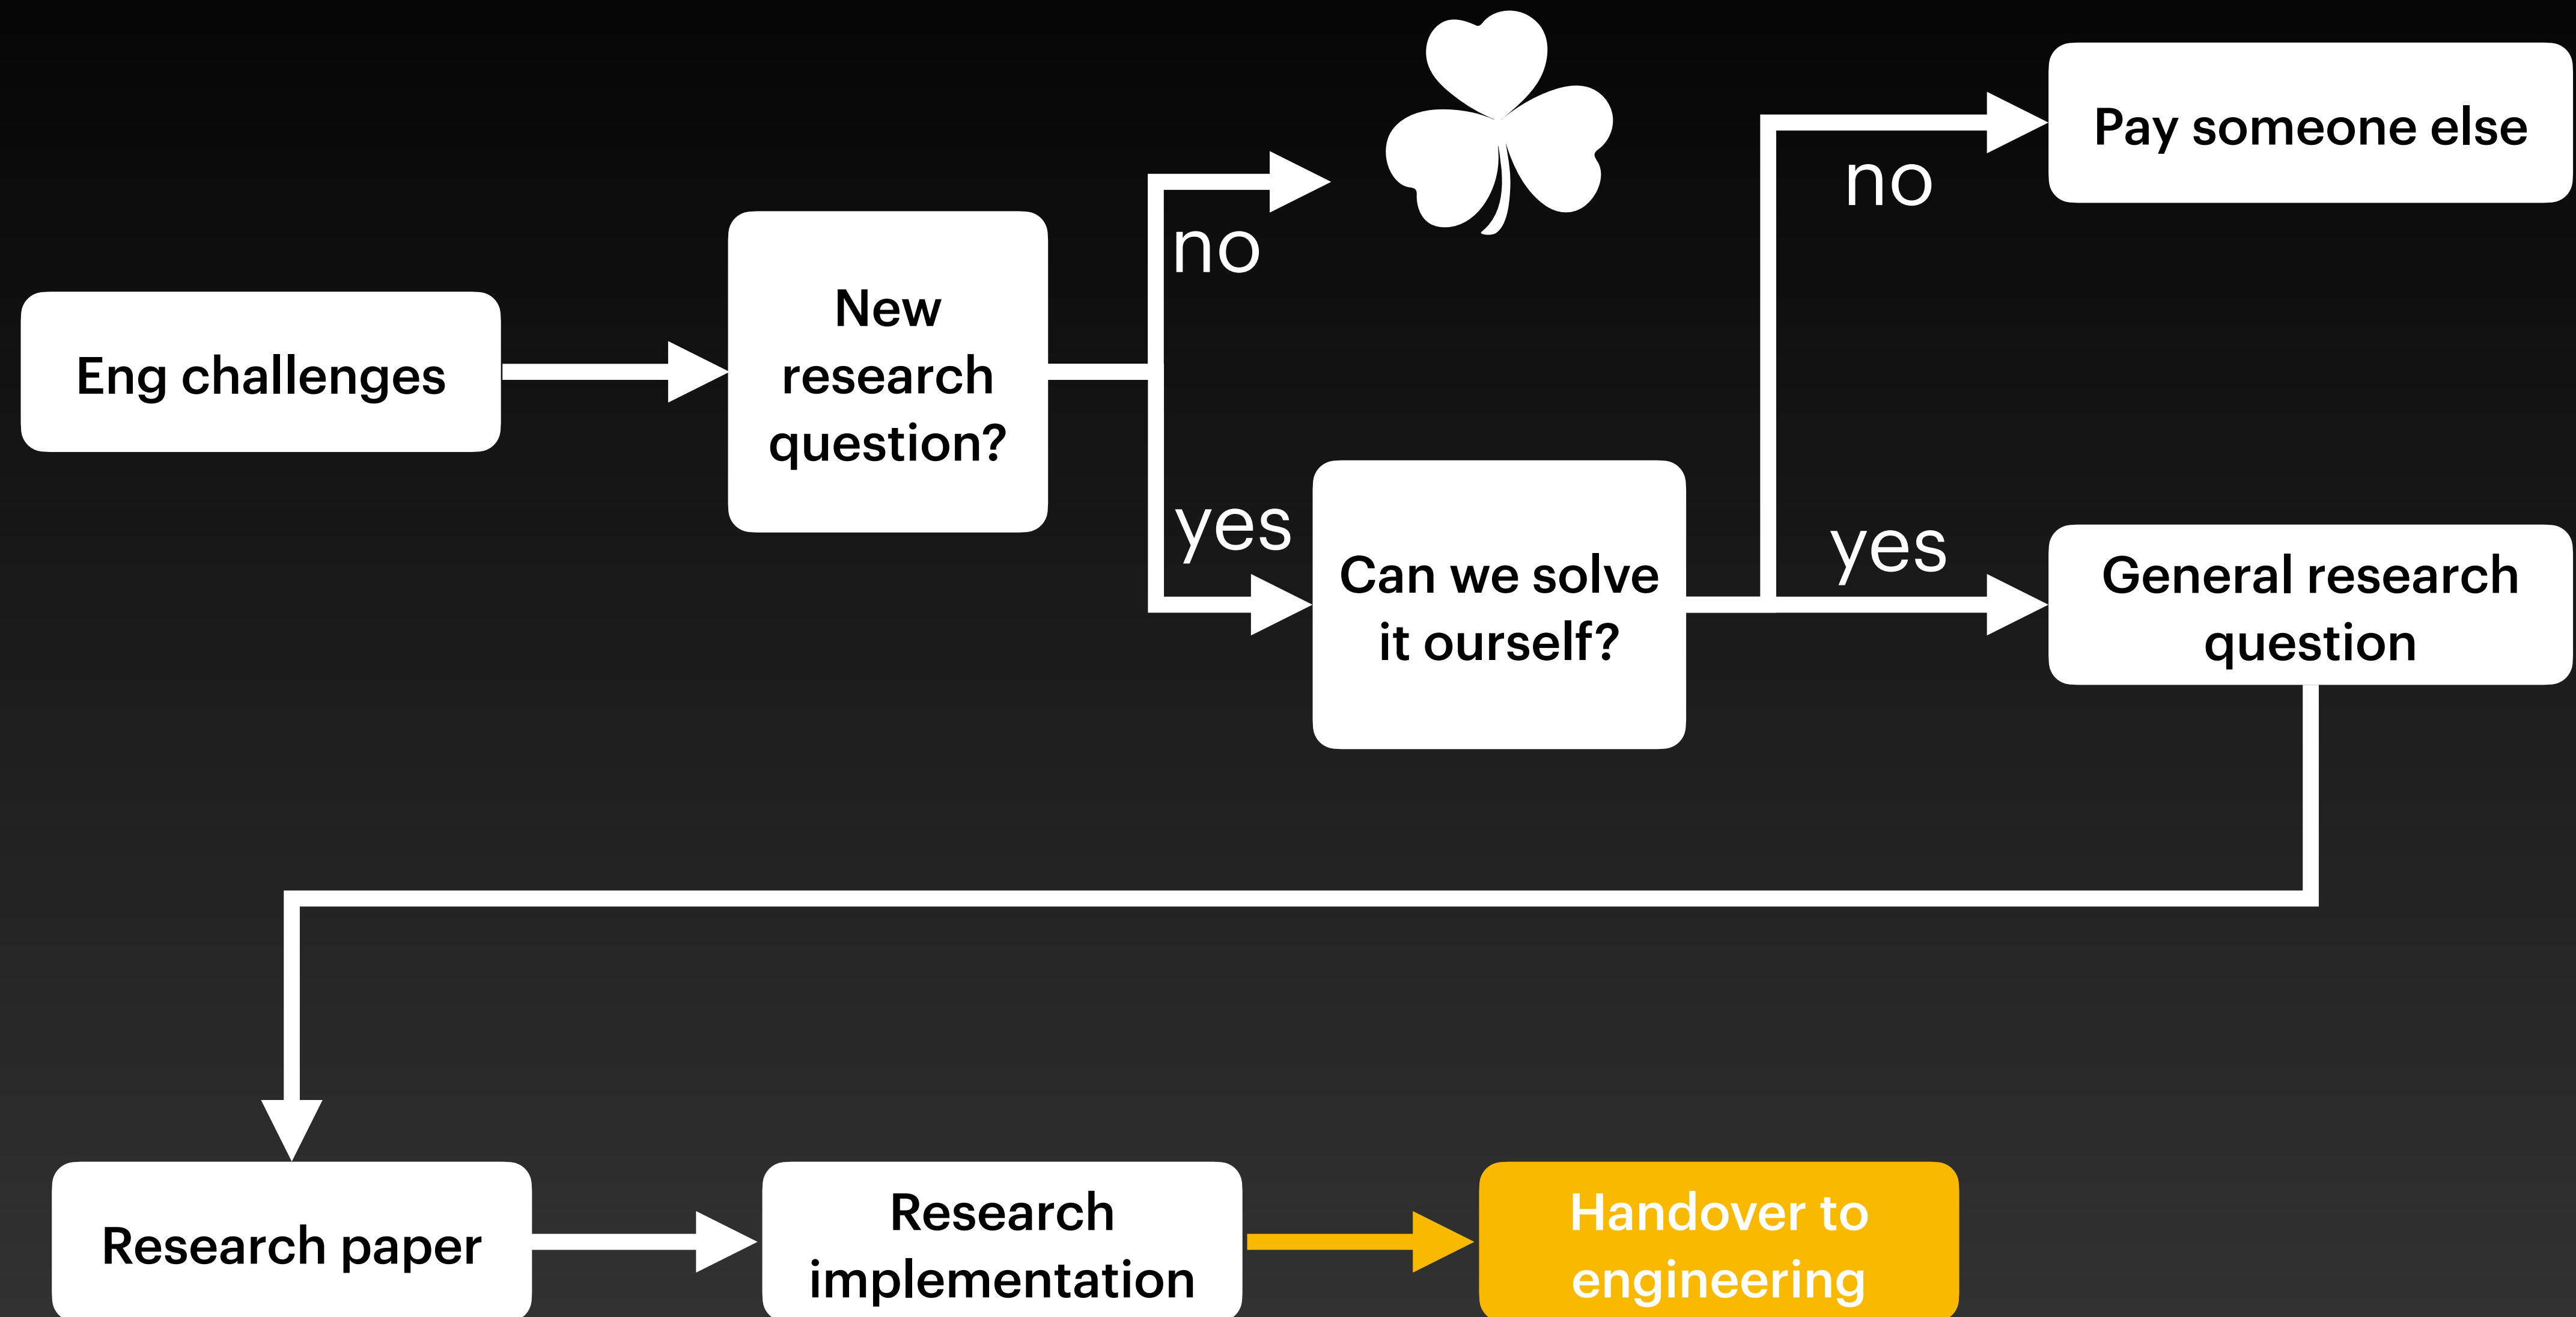 Pay someone else
no
no
New
research
question?
Eng challenges
yes
Can we solve
it ourself?
yes
General research
question
Research paper
Research
implementation
Handover to
engineering